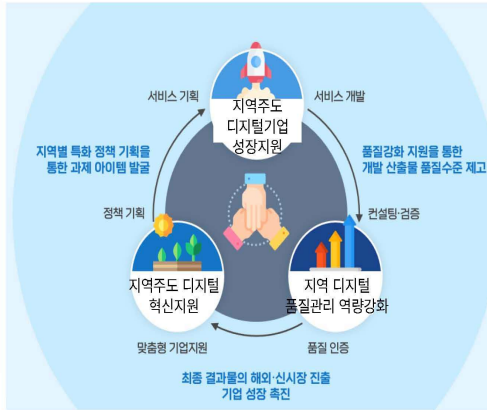 서비스 기획
서비스 개발
지역주도
디지털기업
성장지원
지역별 특화 정책 기획을
통한 과제 아이템 발굴
품질강화 지원을 통한
개발 산출물 품질수준 제고
정책 기획
컨설팅·검증
지역주도 디지털
혁신지원
지역 디지털
품질관리 역량강화
맞춤형 기업지원
품질 인증
최종 결과물의 해외·신시장 진출
기업 성장 촉진